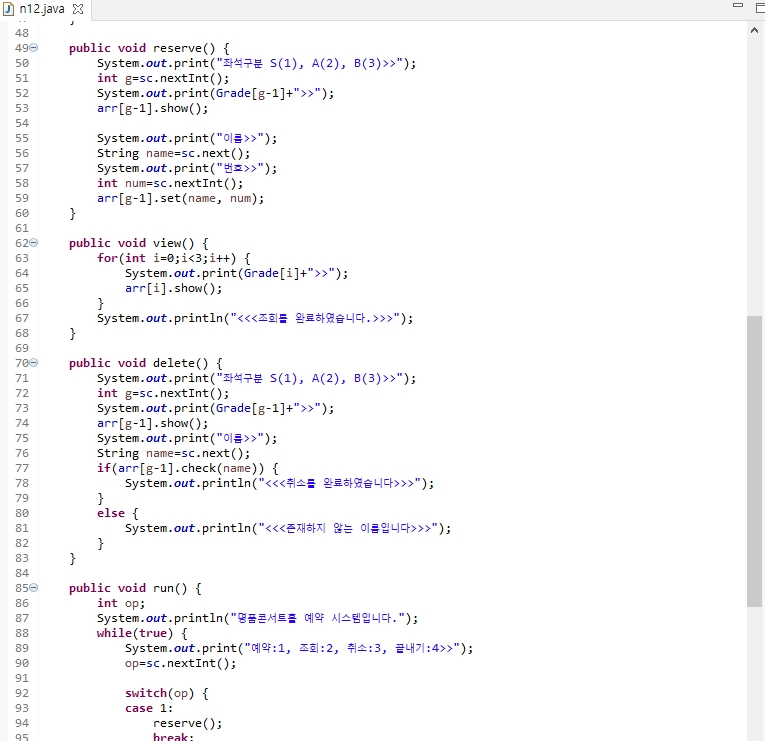 n12.java
48
49 public void reserve() {
50 System.out.print("좌석구분 S(1), A(2), B(3)>>");
51 int g=sc.nextInt();
52 System.out.print(Grade[g-1]+">>");
53 arr[g-1].show();
54
55 System.out.print("이름>>");
56 String name=sc.next();
57 System.out.print("번호>>");
58 int num=sc.nextInt();
59 arr[g-1].set(name, num);
60 }
61
62 public void view() {
63 for(int i=0;i<3;i++) {
64 System.out.print(Grade[i]+">>");
65 arr[i].show();
66 }
67 System.out.println("<<<조회를 완료하였습니다.>>>");
68 }
69
70 public void delete() {
71 System.out.print("좌석구분 S(1), A(2), B(3)>>");
72 int g=sc.nextInt();
73 System.out.print(Grade[g-1]+">>");
74 arr[g-1].show();
75 System.out.print("이름>>");
76 String name=sc.next();
77 if(arr[g-1].check(name)) {
78 System.out.println("<<<취소를 완료하였습니다>>>");
79 }
80 else {
81 System.out.println("<<<존재하지 않는 이름입니다>>>");
82 }
83 }
84
85 public void run() {
86 int op;
87 System.out.println("명품콘서트홀 예약 시스템입니다.");
88 while(true) {
89 System.out.print("예약:1, 조회:2, 취소:3, 끝내기:4>>");
90 op=sc.nextInt();
91
92 switch(op) {
93 case 1:
94 reserve();
95 break;